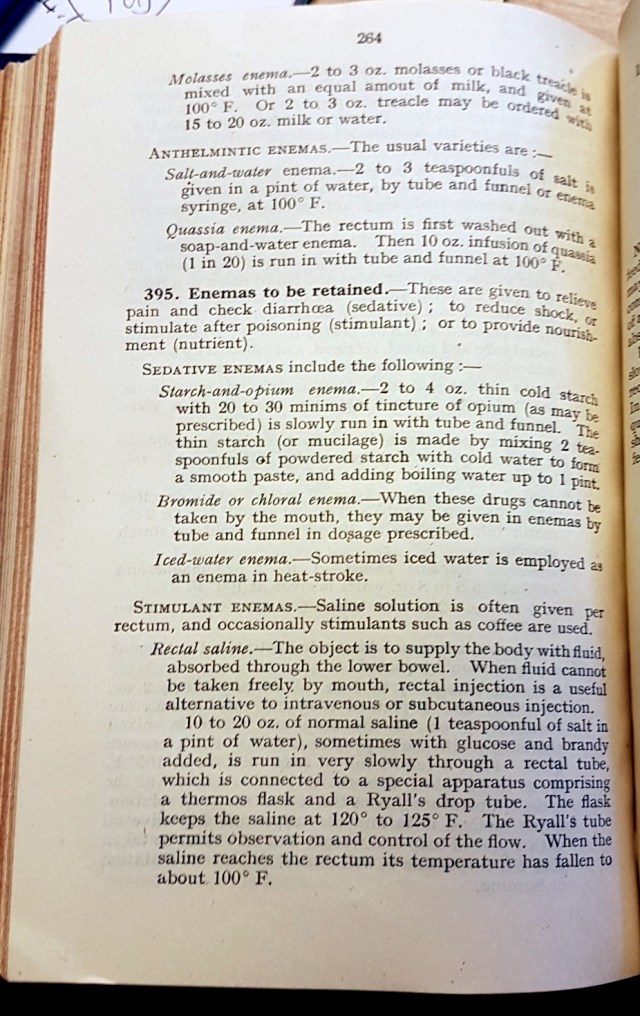 264
Molasses enema.—2 to 3 oz. molasses or black treacle is
mixed with an equal amout of milk, and given at
100° F. Or 2 to 3 oz. treacle may be ordered with
15 to 20 oz. milk or water.
ANTHELMINTIC ENEMAS.—The usual varieties are :—
Salt-and-water enema.—2 to 3 teaspoonfuls of salt is
given in a pint of water, by tube and funnel or enema
syringe, at 100° F.
Quassia enema.—The rectum is first washed out with a
soap-and-water enema. Then 10 oz. infusion of quassia
(1 in 20) is run in with tube and funnel at 100° F.
395. Enemas to be retained.—These are given to relieve
pain and check diarrhœa (sedative) ; to reduce shock, or
stimulate after poisoning (stimulant) ; or to provide nourish-
ment (nutrient).
SEDATIVE ENEMAS include the following :—
Starch-and-opium enema.—2 to 4 oz. thin cold starch
with 20 to 30 minims of tincture of opium (as may be
prescribed) is slowly run in with tube and funnel. The
thin starch (or mucilage) is made by mixing 2 tea-
spoonfuls of powdered starch with cold water to form
a smooth paste, and adding boiling water up to 1 pint.
Bromide or chloral enema.—When these drugs cannot be
taken by the mouth, they may be given in enemas by
tube and funnel in dosage prescribed.
Iced-water enema.—Sometimes iced water is employed as
an enema in heat-stroke.
STIMULANT ENEMAS.—Saline solution is often given per
rectum, and occasionally stimulants such as coffee are used.
Rectal saline.—The object is to supply the body with fluid,
absorbed through the lower bowel. When fluid cannot
be taken freely by mouth, rectal injection is a useful
alternative to intravenous or subcutaneous injection.
10 to 20 oz. of normal saline (1 teaspoonful of salt in
a pint of water), sometimes with glucose and brandy
added, is run in very slowly through a rectal tube,
which is connected to a special apparatus comprising
a thermos flask and a Ryall's drop tube. The flask
keeps the saline at 120° to 125° F. The Ryall's tube
permits observation and control of the flow. When the
saline reaches the rectum its temperature has fallen to
about 100° F.